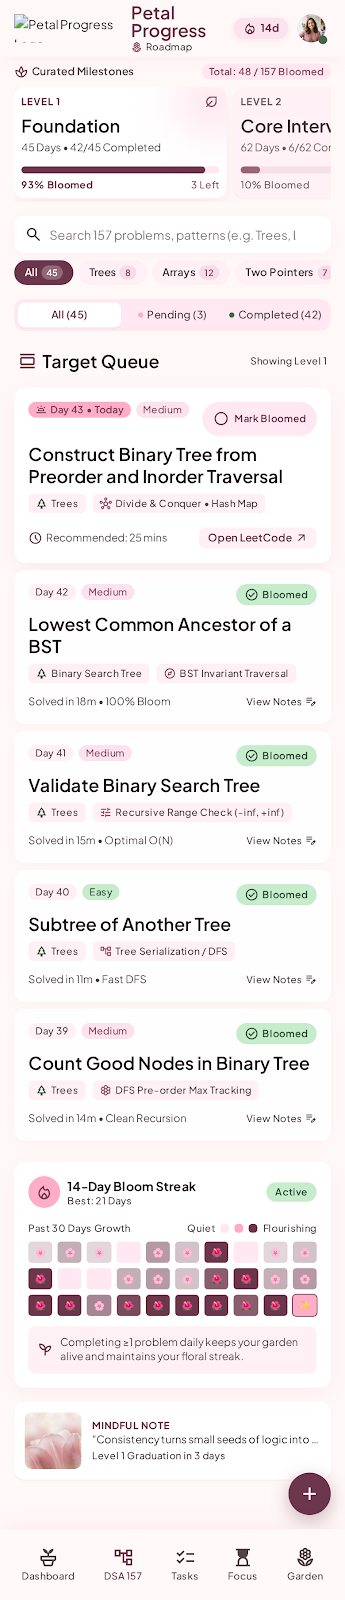 Petal Progress
Petal
Progress
Roadmap
14d
Curated Milestones
Total: 48 / 157 Bloomed
LEVEL 1
Foundation
45 Days • 42/45 Completed
93% Bloomed
3 Left
LEVEL 2
Core Interv
62 Days • 6/62 Cor
10% Bloomed
Search 157 problems, patterns (e.g. Trees, L
All 45
Trees 8
Arrays 12
Two Pointers 7
All (45)
Pending (3)
Completed (42)
Target Queue
Showing Level 1
Day 43 • Today
Medium
Mark Bloomed
Construct Binary Tree from
Preorder and Inorder Traversal
Trees
Divide & Conquer • Hash Map
Recommended: 25 mins
Open LeetCode
Day 42
Medium
Bloomed
Lowest Common Ancestor of a
BST
Binary Search Tree
BST Invariant Traversal
Solved in 18m • 100% Bloom
View Notes
Day 41
Medium
Bloomed
Validate Binary Search Tree
Trees
Recursive Range Check (-inf, +inf)
Solved in 15m • Optimal O(N)
View Notes
Day 40
Easy
Bloomed
Subtree of Another Tree
Trees
Tree Serialization / DFS
Solved in 11m • Fast DFS
View Notes
Day 39
Medium
Bloomed
Count Good Nodes in Binary Tree
Trees
DFS Pre-order Max Tracking
Solved in 14m • Clean Recursion
View Notes
14-Day Bloom Streak
Best: 21 Days
Active
Past 30 Days Growth
Quiet
Flourishing
Completing ≥1 problem daily keeps your garden
alive and maintains your floral streak.
MINDFUL NOTE
"Consistency turns small seeds of logic into ...
Level 1 Graduation in 3 days
Dashboard
DSA 157
Tasks
Focus
Garden